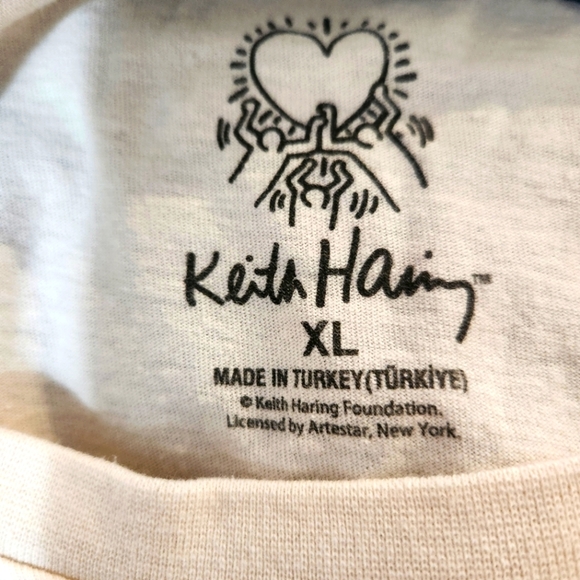 Keith Haring™
XL
MADE IN TURKEY(TÜRKİYE)
© Keith Haring Foundation.
Licensed by Artestar, New York.